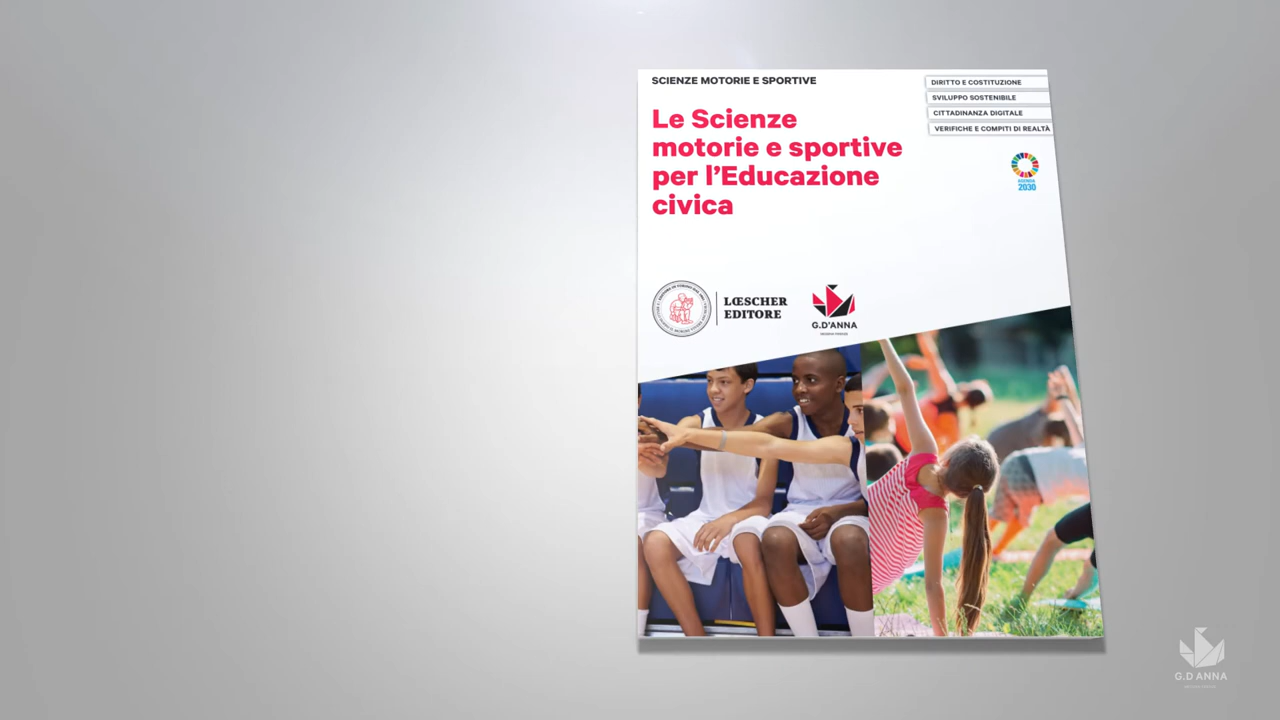 SCIENZE MOTORIE E SPORTIVE
Le Scienze
motorie e sportive
per l'Educazione
civica
DIRITTO E COSTITUZIONE
SVILUPPO SOSTENIBILE
CITTADINANZA DIGITALE
VERIFICHE E COMPITI DI REALTÀ
AGENDA
2030
LŒSCHER
EDITORE
G.D'ANNA
G.D ANNA